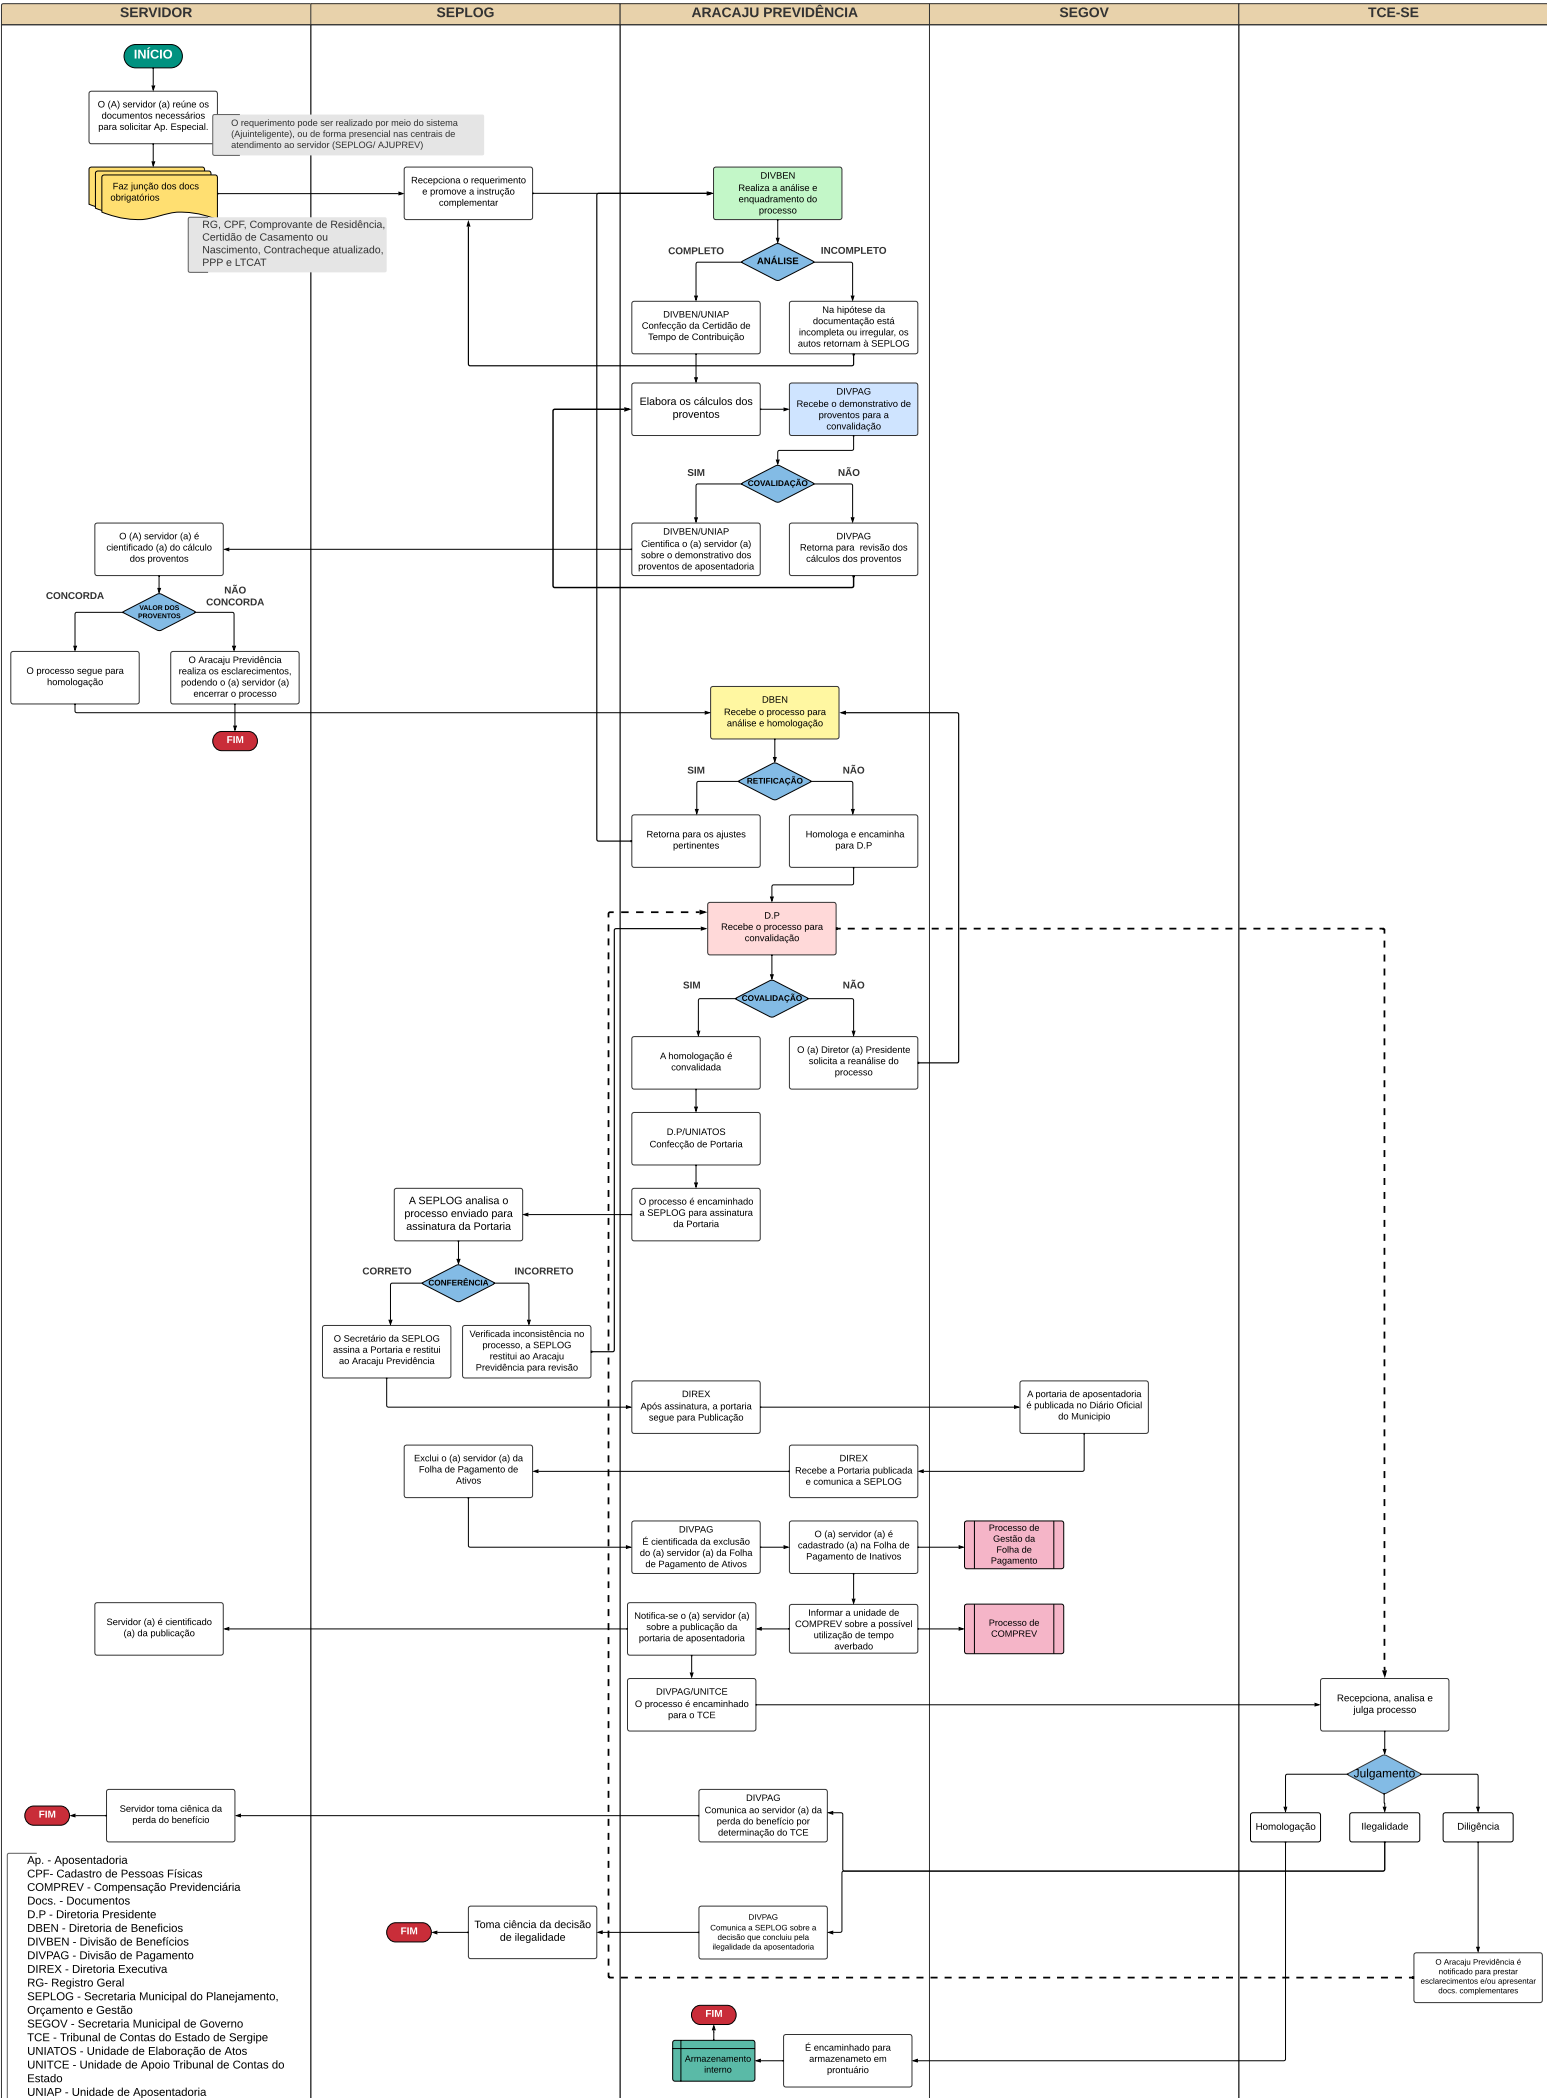 SERVIDOR
SEPLOG
ARACAJU PREVIDÊNCIA
SEGOV
TCE-SE
INÍCIO
O (A) servidor (a) reúne os
documentos necessários
para solicitar Ap. Especial.
O requerimento pode ser realizado por meio do sistema
(Ajuinteligente), ou de forma presencial nas centrais de
atendimento ao servidor (SEPLOG/ AJUPREV)
Faz junção dos docs
obrigatórios
RG, CPF, Comprovante de Residência,
Certidão de Casamento ou
Nascimento, Contracheque atualizado,
PPP e LTCAT
Recepciona o requerimento
e promove a instrução
complementar
DIVBEN
Realiza a análise e
enquadramento do
processo
COMPLETO
ANÁLISE
INCOMPLETO
DIVBEN/UNIAP
Confecção da Certidão de
Tempo de Contribuição
Na hipótese da
documentação está
incompleta ou irregular, os
autos retornam à SEPLOG
Elabora os cálculos dos
proventos
DIVPAG
Recebe o demonstrativo de
proventos para a
convalidação
SIM
COVALIDAÇÃO
NÃO
DIVBEN/UNIAP
Cientifica o (a) servidor (a)
sobre o demonstrativo dos
proventos de aposentadoria
DIVPAG
Retorna para revisão dos
cálculos dos proventos
O (A) servidor (a) é
cientificado (a) do cálculo
dos proventos
CONCORDA
VALOR DOS
PROVENTOS
NÃO
CONCORDA
O processo segue para
homologação
O Aracaju Previdência
realiza os esclarecimentos,
podendo o (a) servidor (a)
encerrar o processo
FIM
DBEN
Recebe o processo para
análise e homologação
SIM
RETIFICAÇÃO
NÃO
Retorna para os ajustes
pertinentes
Homologa e encaminha
para D.P
D.P
Recebe o processo para
convalidação
SIM
COVALIDAÇÃO
NÃO
A homologação é
convalidada
O (a) Diretor (a) Presidente
solicita a reanálise do
processo
D.P/UNIATOS
Confecção de Portaria
O processo é encaminhado
a SEPLOG para assinatura
da Portaria
A SEPLOG analisa o
processo enviado para
assinatura da Portaria
CORRETO
CONFERÊNCIA
INCORRETO
O Secretário da SEPLOG
assina a Portaria e restitui
ao Aracaju Previdência
Verificada inconsistência no
processo, a SEPLOG
restitui ao Aracaju
Previdência para revisão
DIREX
Após assinatura, a portaria
segue para Publicação
A portaria de aposentadoria
é publicada no Diário Oficial
do Municipio
DIREX
Recebe a Portaria publicada
e comunica a SEPLOG
Exclui o (a) servidor (a) da
Folha de Pagamento de
Ativos
DIVPAG
É cientificada da exclusão
do (a) servidor (a) da Folha
de Pagamento de Ativos
O (a) servidor (a) é
cadastrado (a) na Folha de
Pagamento de Inativos
Processo de
Gestão da
Folha de
Pagamento
Servidor (a) é cientificado
(a) da publicação
Notifica-se o (a) servidor (a)
sobre a publicação da
portaria de aposentadoria
Informar a unidade de
COMPREV sobre a possível
utilização de tempo
averbado
Processo de
COMPREV
DIVPAG/UNITCE
O processo é encaminhado
para o TCE
Recepciona, analisa e
julga processo
Julgamento
Homologação
Ilegalidade
Diligência
DIVPAG
Comunica ao servidor (a) da
perda do benefício por
determinação do TCE
Servidor toma ciênica da
perda do benefício
FIM
DIVPAG
Comunica a SEPLOG sobre a
decisão que concluiu pela
ilegalidade da aposentadoria
Toma ciência da decisão
de ilegalidade
FIM
O Aracaju Previdência é
notificado para prestar
esclarecimentos e/ou apresentar
docs. complementares
FIM
Armazenamento
interno
É encaminhado para
armazenameto em
prontuário
Ap. - Aposentadoria
CPF- Cadastro de Pessoas Físicas
COMPREV - Compensação Previdenciária
Docs. - Documentos
D.P - Diretoria Presidente
DBEN - Diretoria de Beneficios
DIVBEN - Divisão de Benefícios
DIVPAG - Divisão de Pagamento
DIREX - Diretoria Executiva
RG- Registro Geral
SEPLOG - Secretaria Municipal do Planejamento,
Orçamento e Gestão
SEGOV - Secretaria Municipal de Governo
TCE - Tribunal de Contas do Estado de Sergipe
UNIATOS - Unidade de Elaboração de Atos
UNITCE - Unidade de Apoio Tribunal de Contas do
Estado
UNIAP - Unidade de Aposentadoria